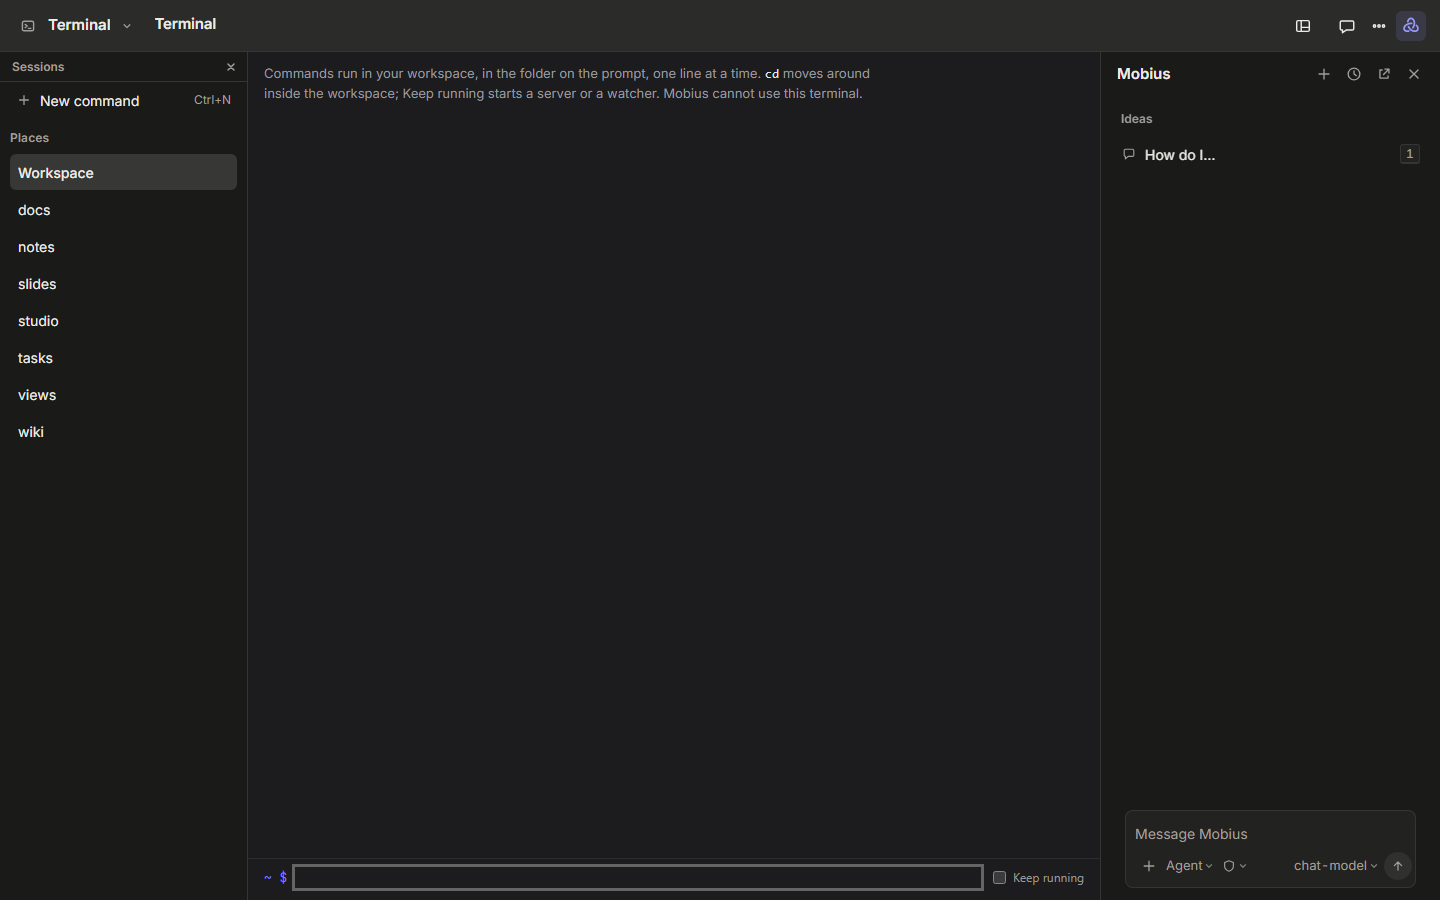 Terminal
Terminal
Sessions
New command Ctrl+N
Places
Workspace
docs
notes
slides
studio
tasks
views
wiki
Commands run in your workspace, in the folder on the prompt, one line at a time. cd moves around
inside the workspace; Keep running starts a server or a watcher. Mobius cannot use this terminal.
~ $
Keep running
Mobius
Ideas
How do I... 1
Message Mobius
Agent chat-model